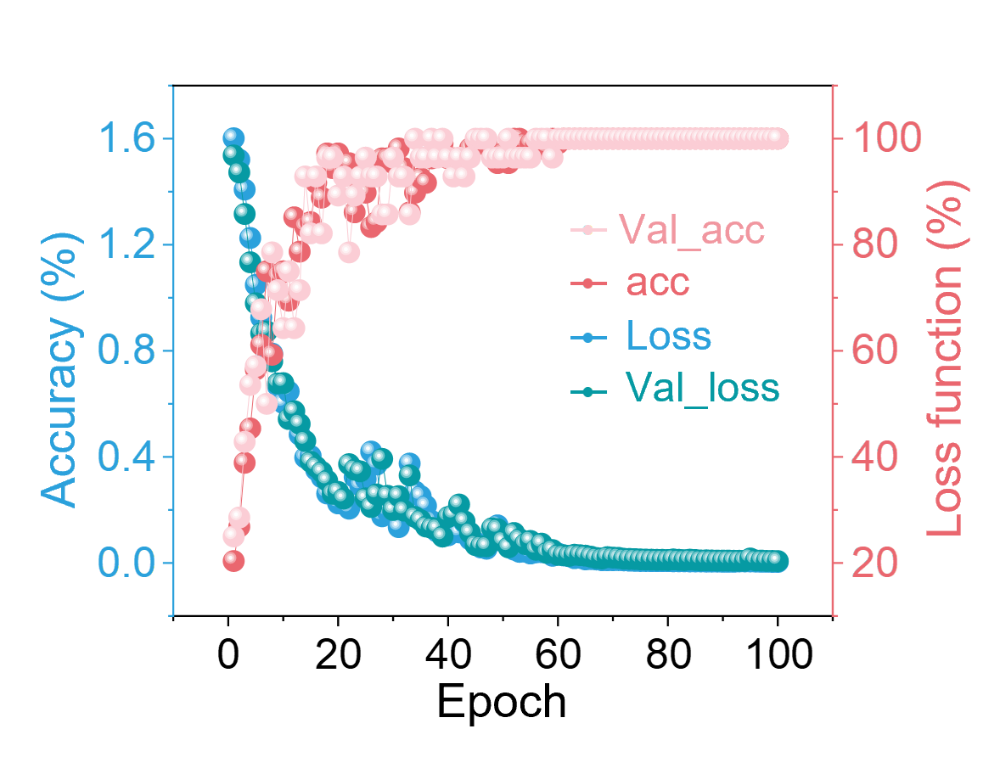 1.6
1.2
0.8
0.4
0.0
Accuracy (%)
100
80
60
40
20
Loss function (%)
Val_acc
acc
Loss
Val_loss
0 20 40 60 80 100
Epoch